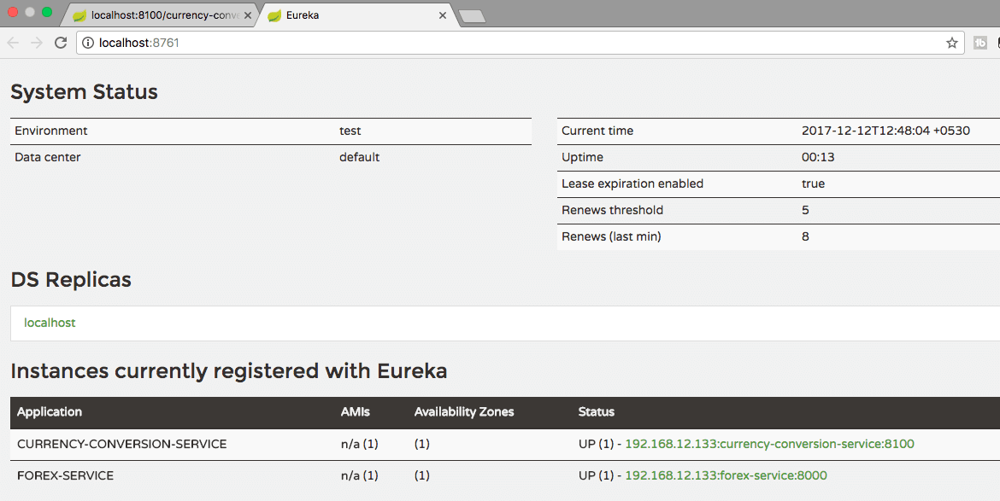 localhost:8100/currency-conve
Eureka
localhost:8761
System Status
Environment test
Data center default
Current time 2017-12-12T12:48:04 +0530
Uptime 00:13
Lease expiration enabled true
Renews threshold 5
Renews (last min) 8
DS Replicas
localhost
Instances currently registered with Eureka
Application AMIs Availability Zones Status
CURRENCY-CONVERSION-SERVICE n/a (1) (1) UP (1) - 192.168.12.133:currency-conversion-service:8100
FOREX-SERVICE n/a (1) (1) UP (1) - 192.168.12.133:forex-service:8000